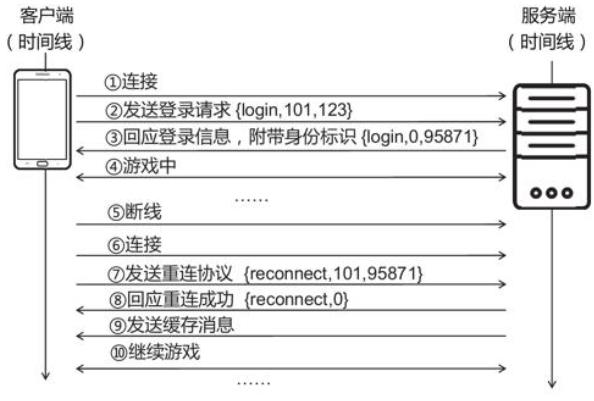 客户端
（时间线）
服务端
（时间线）
①连接
②发送登录请求 {login,101,123}
③回应登录信息，附带身份标识 {login,0,95871}
④游戏中
……
⑤断线
⑥连接
⑦发送重连协议 {reconnect,101,95871}
⑧回应重连成功 {reconnect,0}
⑨发送缓存消息
⑩继续游戏
……